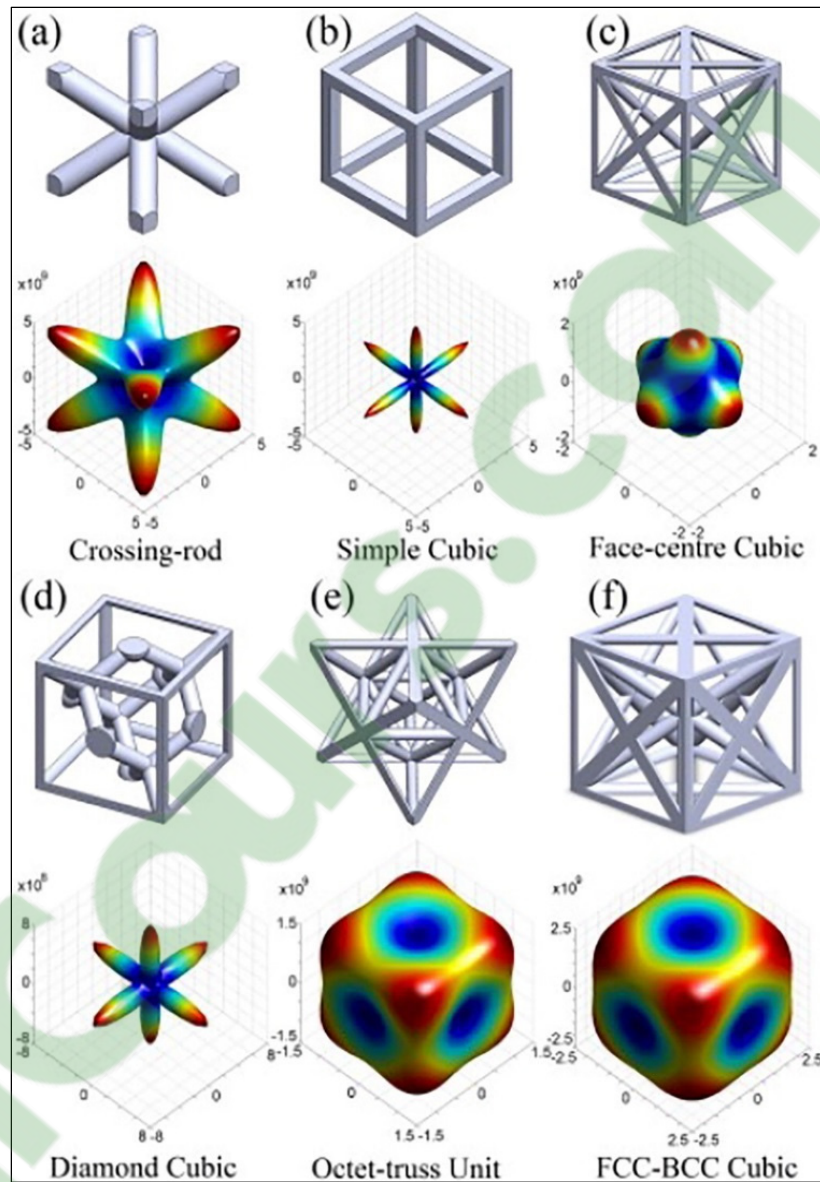 (a) (b) (c)
x10⁹ x10⁹ x10⁹
5 5 2
0 0 0
-5 -5 -2
-5 5 -5 5 -2 2
0 0 0 0 0 0
5 -5 5 -5 -2 -2
Crossing-rod Simple Cubic Face-centre Cubic
(d) (e) (f)
x10⁸ x10⁹ x10⁹
8 1.5 2.5
0 0 0
-8 -1.5 -2.5
-8 8 -1.5 1.5 -2.5 2.5
0 0 0 0 0 0
8 -8 1.5 -1.5 2.5 -2.5
Diamond Cubic Octet-truss Unit FCC-BCC Cubic
ours.com